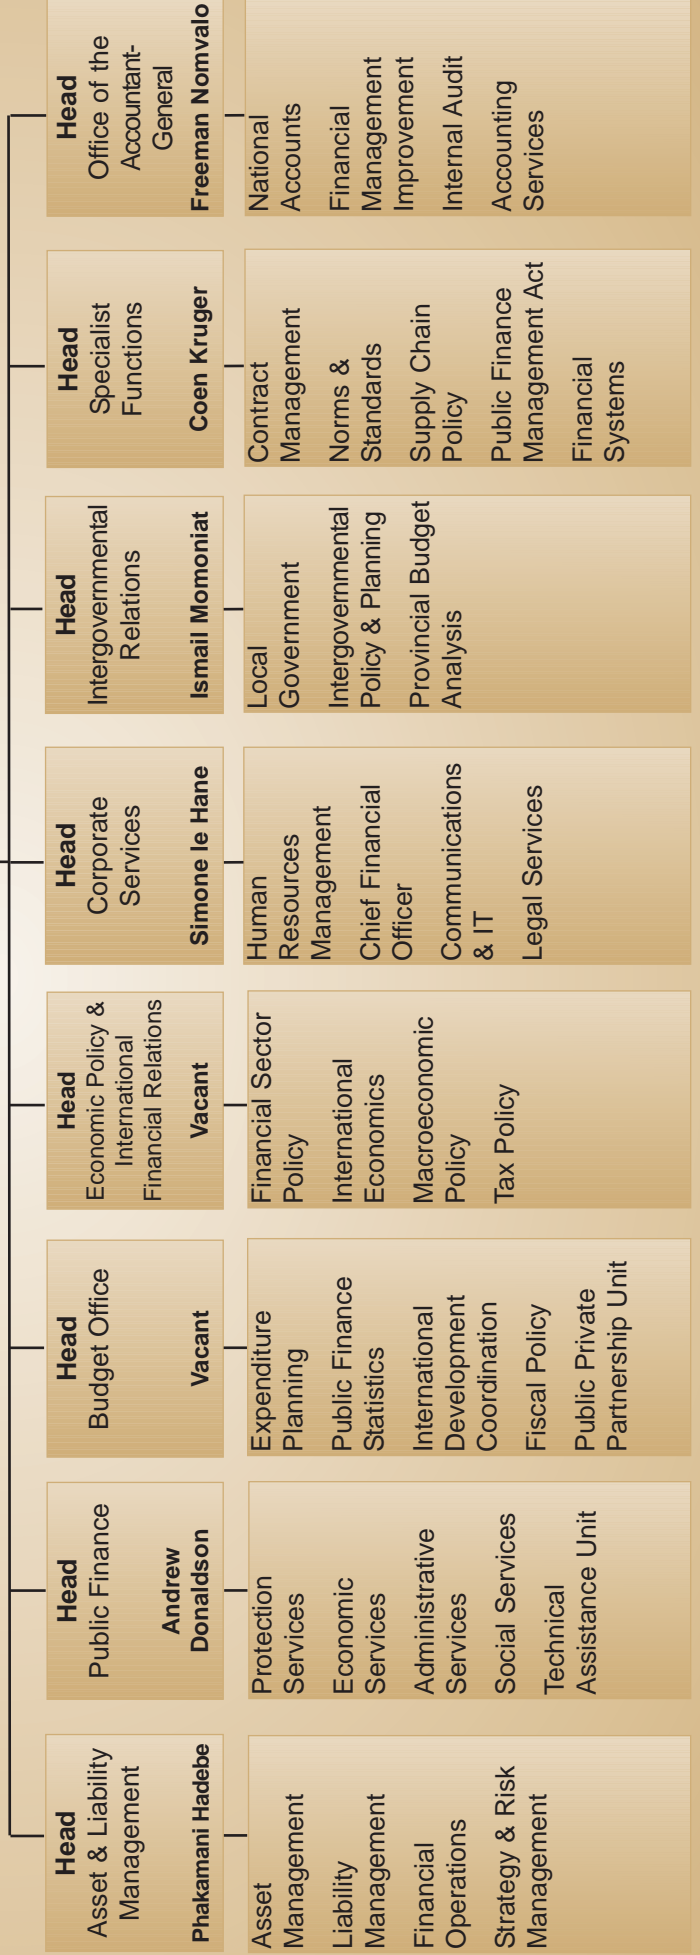 Head
Asset & Liability
Management
Phakamani Hadebe
Asset
Management
Liability
Management
Financial
Operations
Strategy & Risk
Management
Head
Public Finance
Andrew
Donaldson
Protection
Services
Economic
Services
Administrative
Services
Social Services
Technical
Assistance Unit
Head
Budget Office
Vacant
Expenditure
Planning
Public Finance
Statistics
International
Development
Coordination
Fiscal Policy
Public Private
Partnership Unit
Head
Economic Policy &
International
Financial Relations
Vacant
Financial Sector
Policy
International
Economics
Macroeconomic
Policy
Tax Policy
Head
Corporate
Services
Simone le Hane
Human
Resources
Management
Chief Financial
Officer
Communications
& IT
Legal Services
Head
Intergovernmental
Relations
Ismail Momoniat
Local
Government
Intergovernmental
Policy & Planning
Provincial Budget
Analysis
Head
Specialist
Functions
Coen Kruger
Contract
Management
Norms &
Standards
Supply Chain
Policy
Public Finance
Management Act
Financial
Systems
Head
Office of the
Accountant-
General
Freeman Nomvalo
National
Accounts
Financial
Management
Improvement
Internal Audit
Accounting
Services